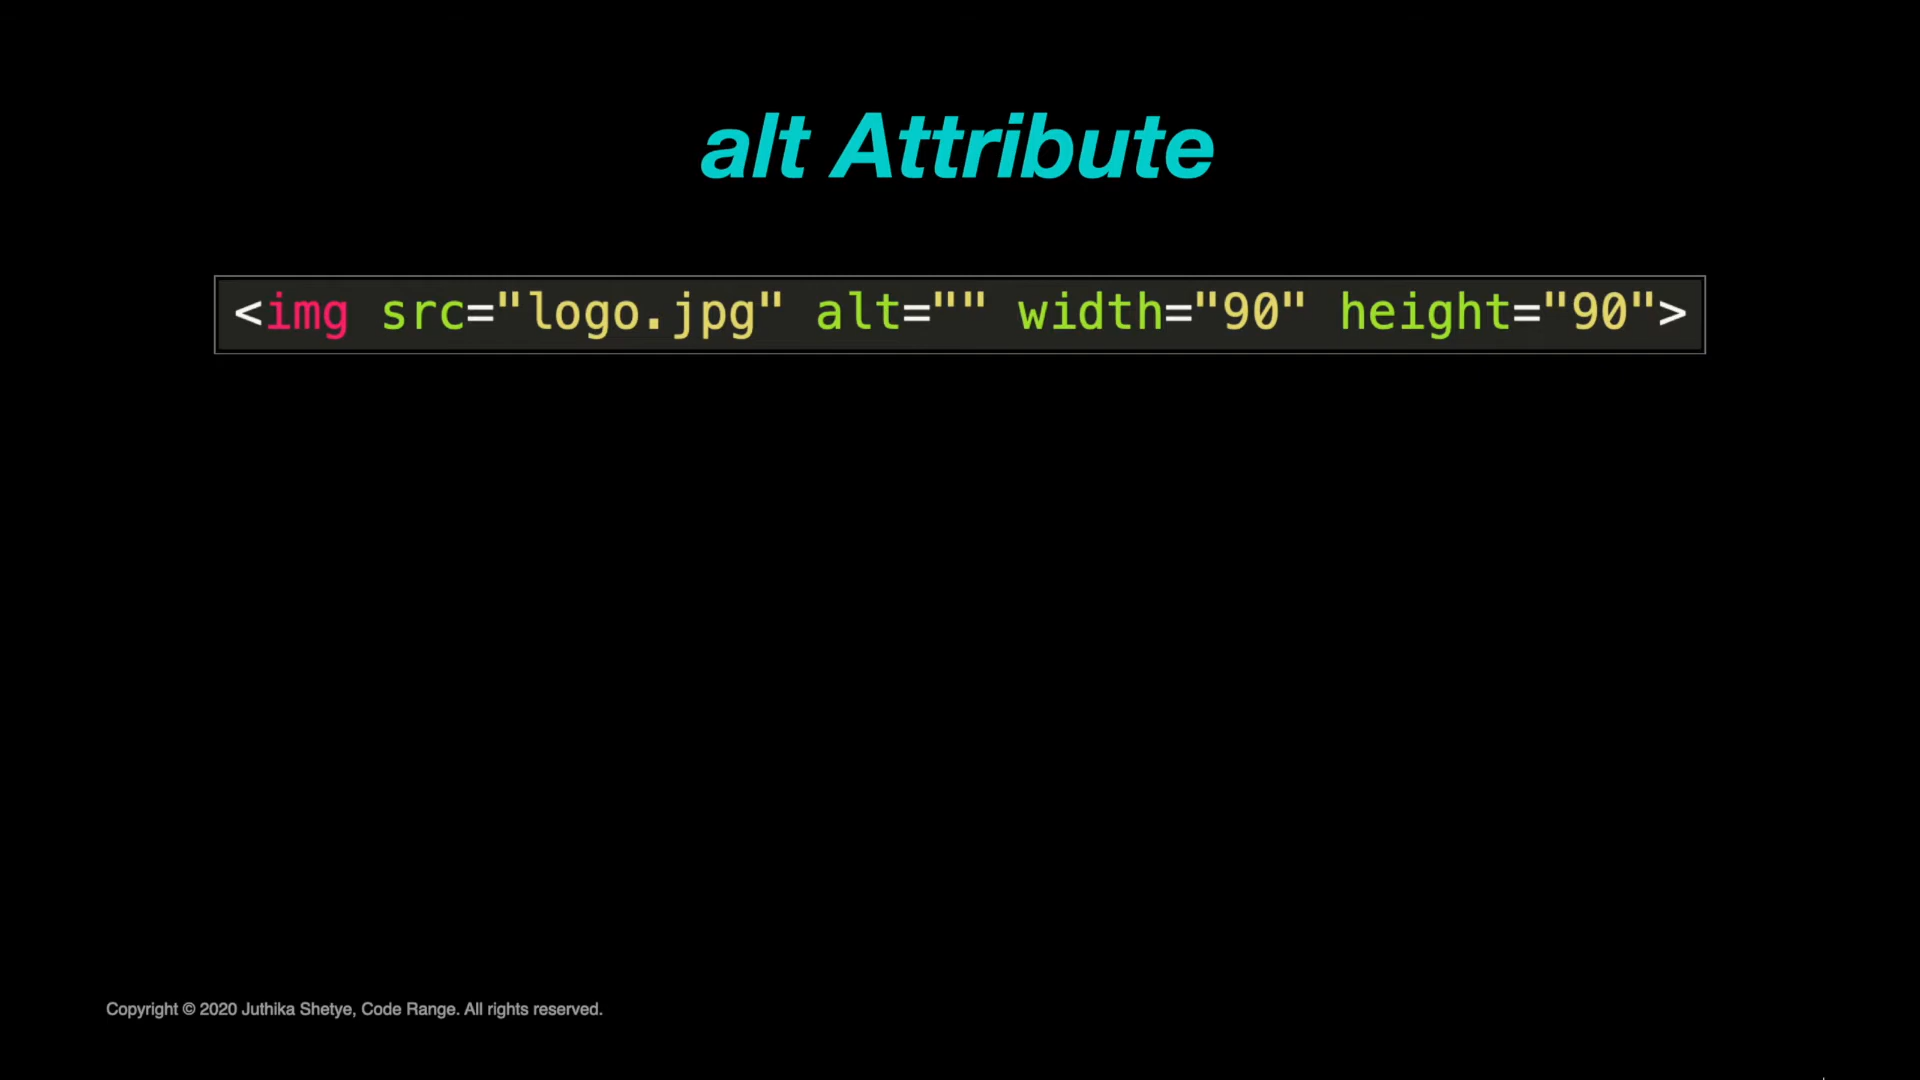 alt Attribute
<img src="logo.jpg" alt="" width="90" height="90">
Copyright © 2020 Juthika Shetye, Code Range. All rights reserved.